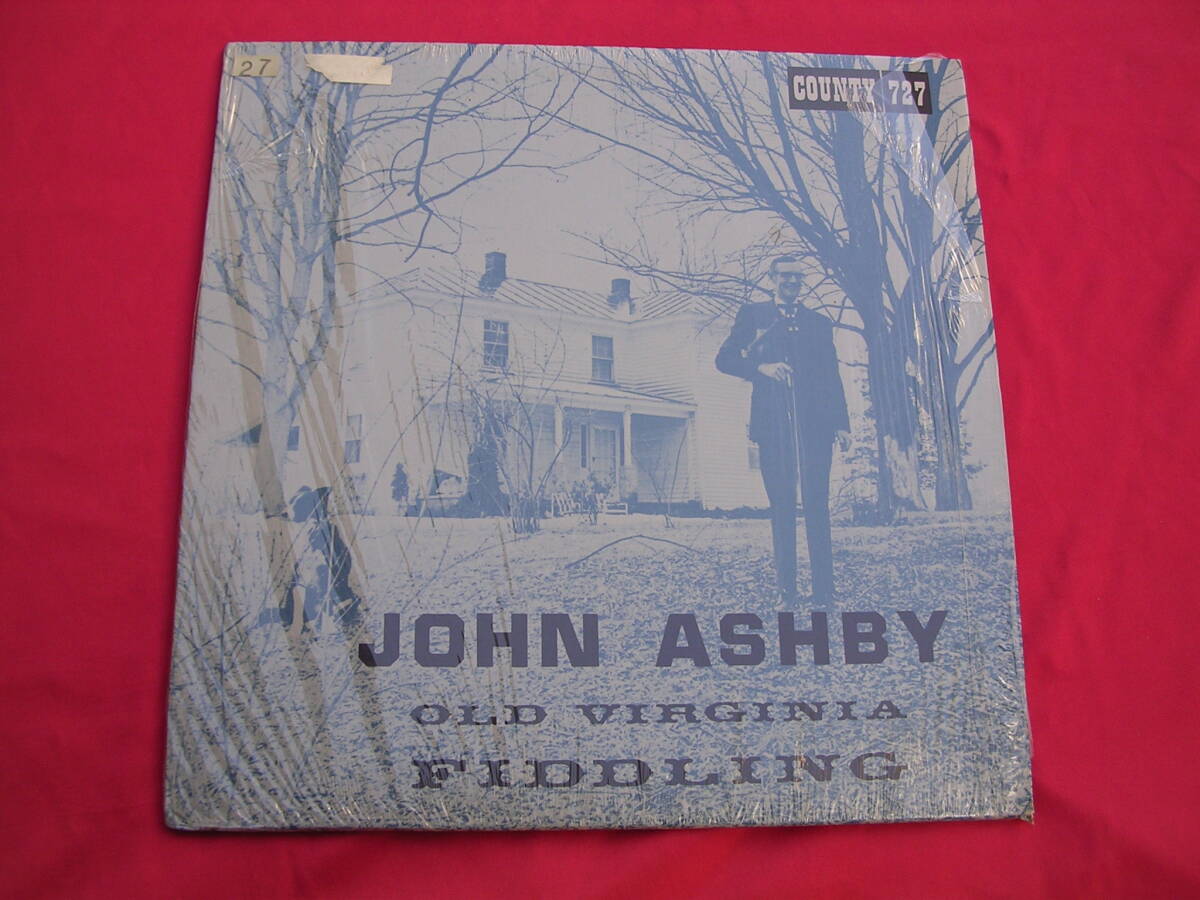 27
COUNTY 727
JOHN ASHBY
OLD VIRGINIA
FIDDLING